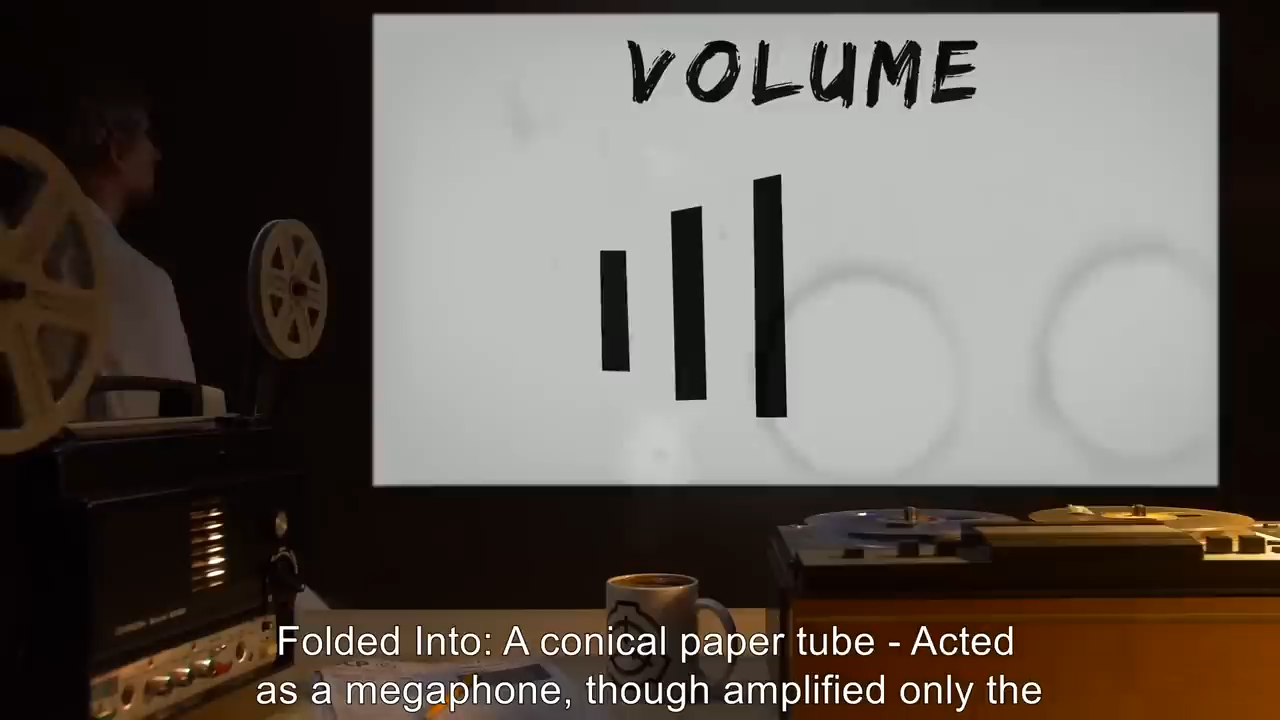 VOLUME
Folded Into: A conical paper tube - Acted
as a megaphone, though amplified only the